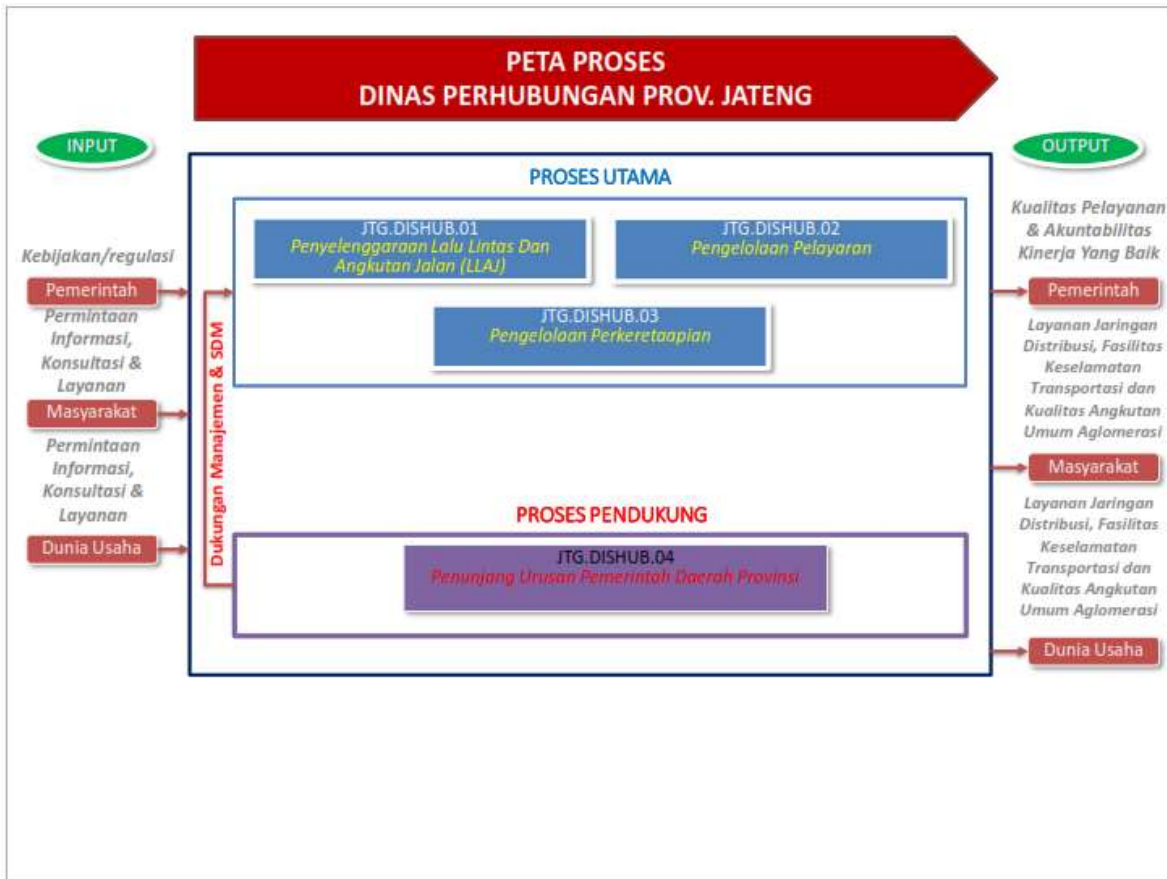 PETA PROSES
DINAS PERHUBUNGAN PROV. JATENG
INPUT
Kebijakan/regulasi
Pemerintah
Permintaan
Informasi,
Konsultasi &
Layanan
Masyarakat
Permintaan
Informasi,
Konsultasi &
Layanan
Dunia Usaha
Dukungan Manajemen & SDM
PROSES UTAMA
JTG.DISHUB.01
Penyelenggaraan Lalu Lintas Dan
Angkutan Jalan (LLAJ)
JTG.DISHUB.02
Pengelolaan Pelayaran
JTG.DISHUB.03
Pengelolaan Perkeretaapian
PROSES PENDUKUNG
JTG.DISHUB.04
Penunjang Urusan Pemerintah Daerah Provinsi
OUTPUT
Kualitas Pelayanan
& Akuntabilitas
Kinerja Yang Baik
Pemerintah
Layanan Jaringan
Distribusi, Fasilitas
Keselamatan
Transportasi dan
Kualitas Angkutan
Umum Aglomerasi
Masyarakat
Layanan Jaringan
Distribusi, Fasilitas
Keselamatan
Transportasi dan
Kualitas Angkutan
Umum Aglomerasi
Dunia Usaha